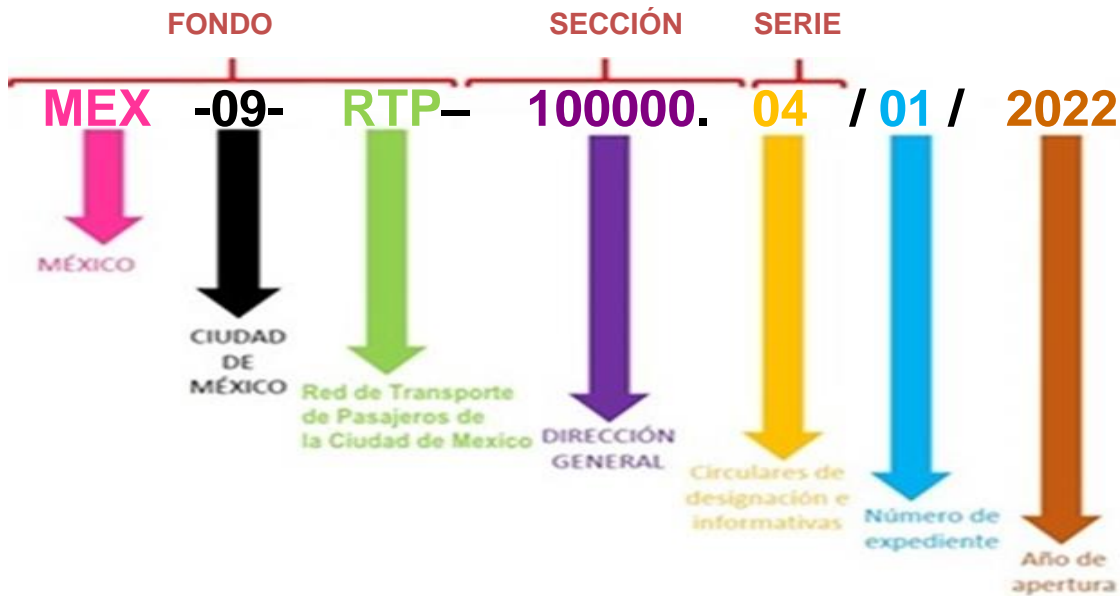 FONDO SECCIÓN SERIE
MEX -09- RTP– 100000. 04 / 01 / 2022
MÉXICO
CIUDAD
DE
MÉXICO
Red de Transporte
de Pasajeros de
la Ciudad de Mexico
DIRECCIÓN
GENERAL
Circulares de
designación e
informativas
Número de
expediente
Año de
apertura